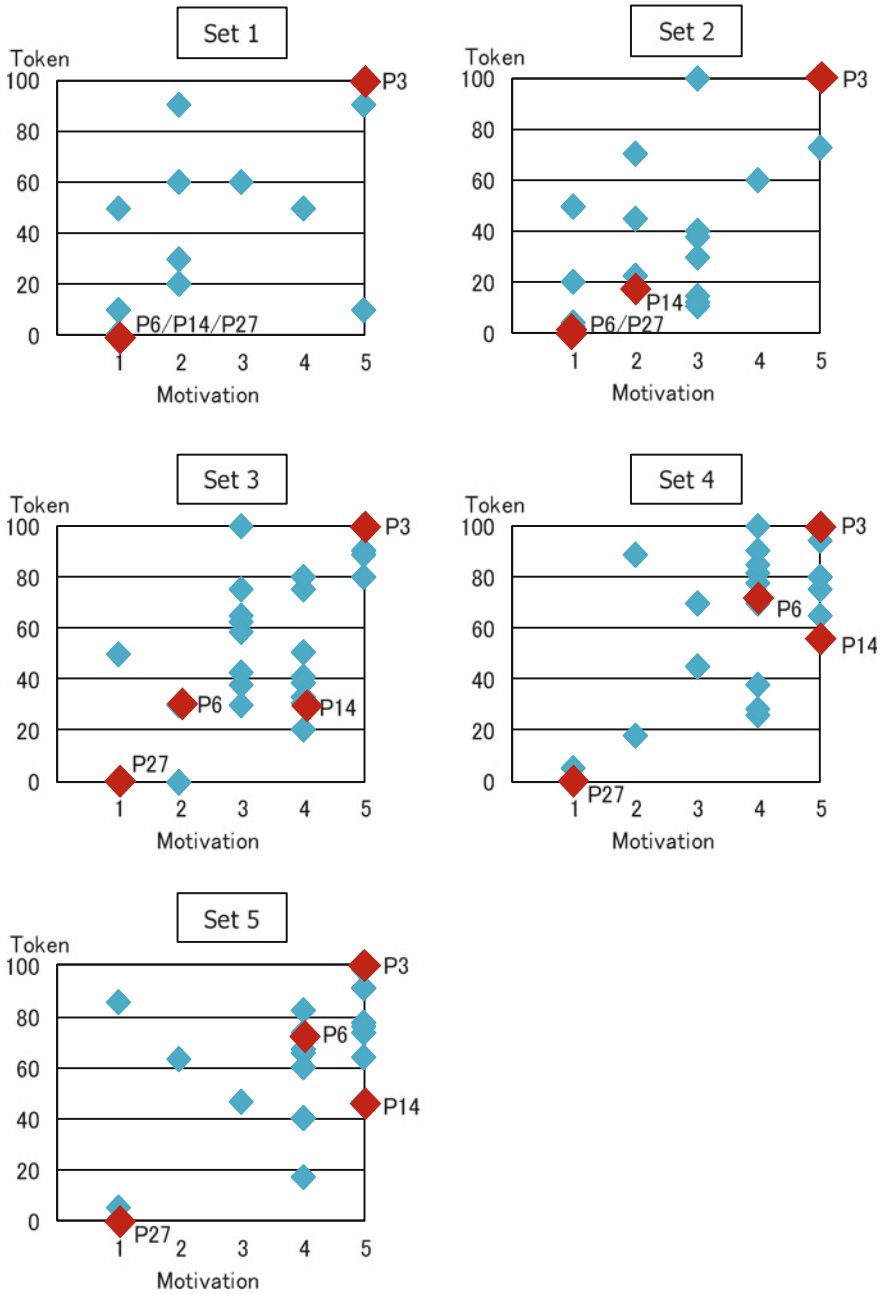 Set 1
Token
100
80
60
40
20
0
P3
P6/P14/P27
1 2 3 4 5
Motivation
Set 2
Token
100
80
60
40
20
0
P3
P14
P6/P27
1 2 3 4 5
Motivation
Set 3
Token
100
80
60
40
20
0
P3
P6
P14
P27
1 2 3 4 5
Motivation
Set 4
Token
100
80
60
40
20
0
P3
P6
P14
P27
1 2 3 4 5
Motivation
Set 5
Token
100
80
60
40
20
0
P3
P6
P14
P27
1 2 3 4 5
Motivation